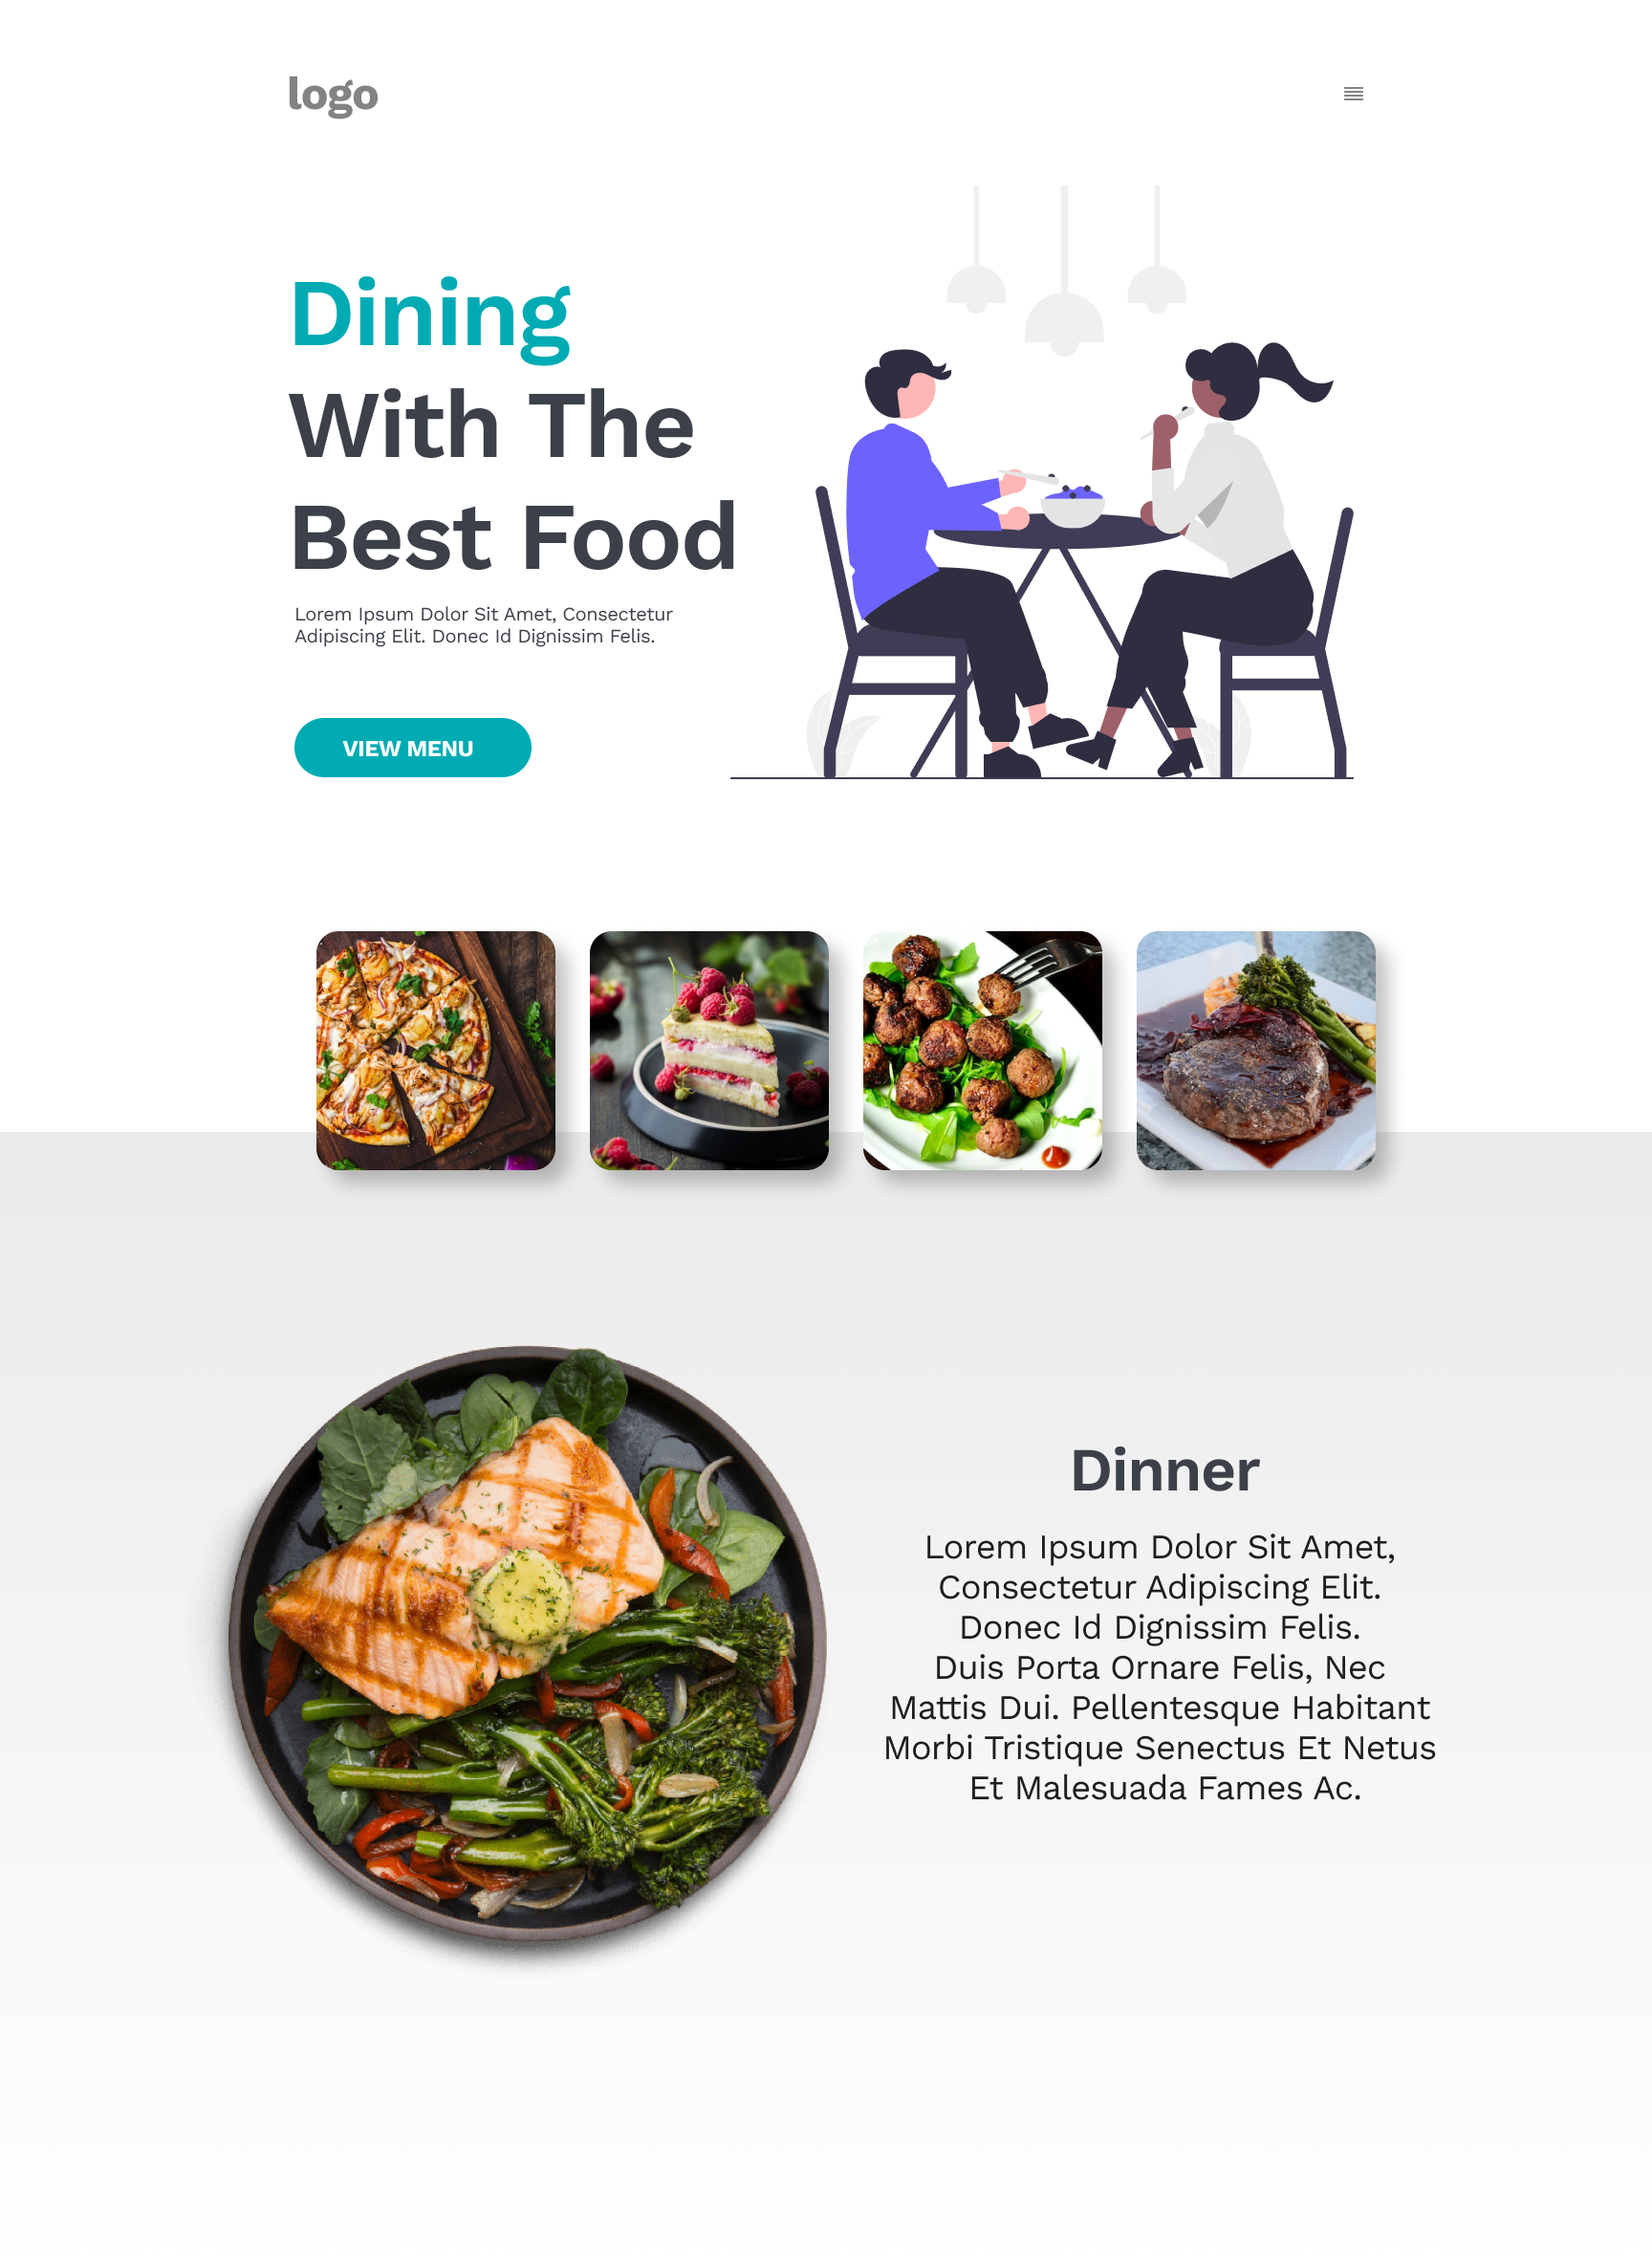 logo
Dining
With The
Best Food
Lorem Ipsum Dolor Sit Amet, Consectetur
Adipiscing Elit. Donec Id Dignissim Felis.
VIEW MENU
Dinner
Lorem Ipsum Dolor Sit Amet,
Consectetur Adipiscing Elit.
Donec Id Dignissim Felis.
Duis Porta Ornare Felis, Nec
Mattis Dui. Pellentesque Habitant
Morbi Tristique Senectus Et Netus
Et Malesuada Fames Ac.